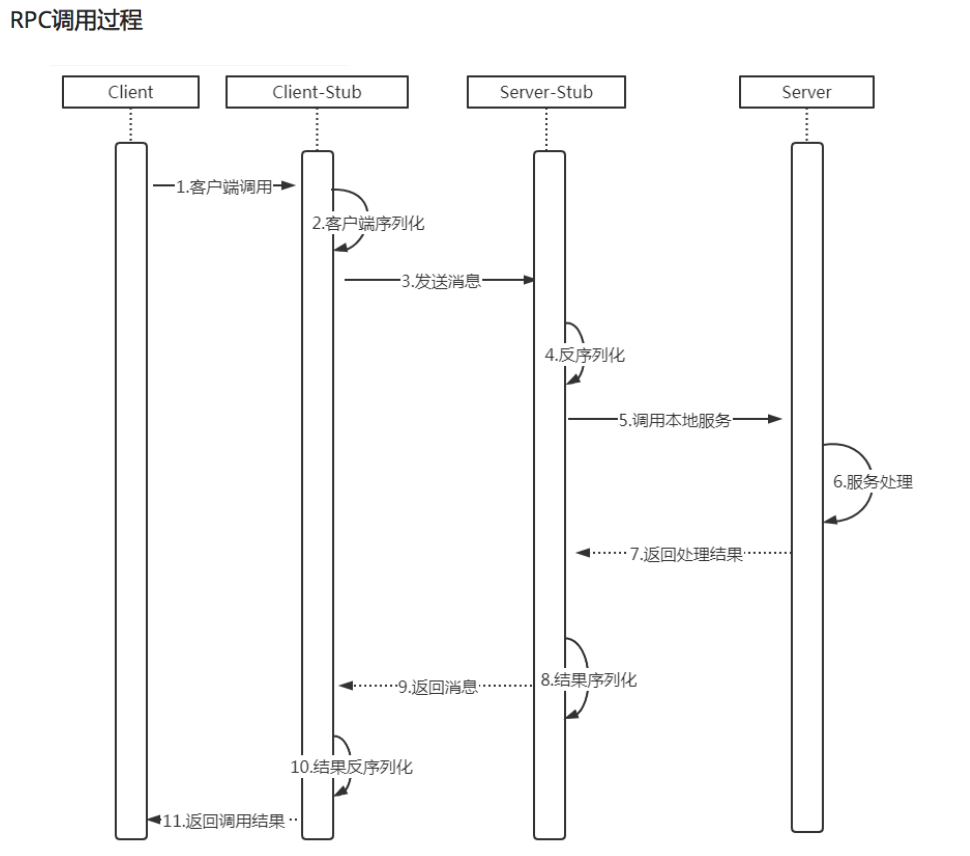 RPC调用过程
Client
Client-Stub
Server-Stub
Server
1.客户端调用
2.客户端序列化
3.发送消息
4.反序列化
5.调用本地服务
6.服务处理
7.返回处理结果
8.结果序列化
9.返回消息
10.结果反序列化
11.返回调用结果